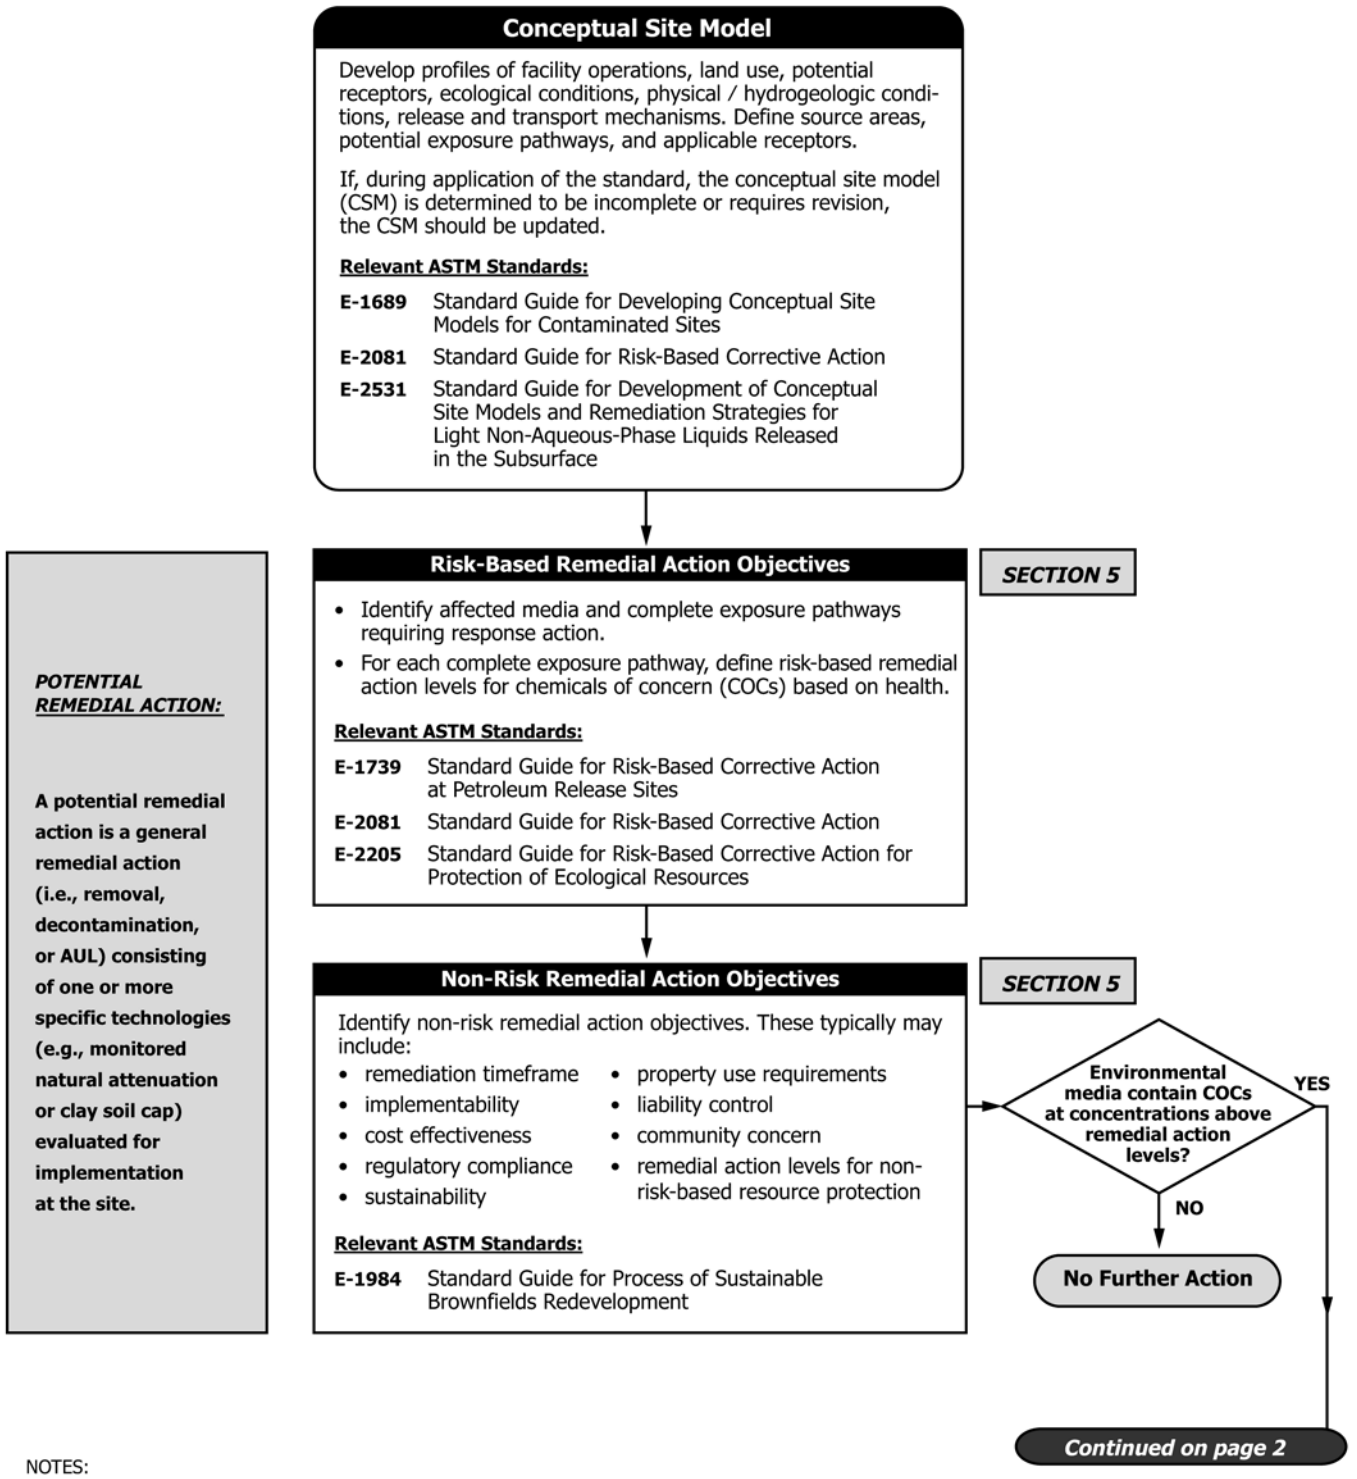 Conceptual Site Model
Develop profiles of facility operations, land use, potential
receptors, ecological conditions, physical / hydrogeologic condi-
tions, release and transport mechanisms. Define source areas,
potential exposure pathways, and applicable receptors.
If, during application of the standard, the conceptual site model
(CSM) is determined to be incomplete or requires revision,
the CSM should be updated.
Relevant ASTM Standards:
E-1689 Standard Guide for Developing Conceptual Site
Models for Contaminated Sites
E-2081 Standard Guide for Risk-Based Corrective Action
E-2531 Standard Guide for Development of Conceptual
Site Models and Remediation Strategies for
Light Non-Aqueous-Phase Liquids Released
in the Subsurface
POTENTIAL
REMEDIAL ACTION:
A potential remedial
action is a general
remedial action
(i.e., removal,
decontamination,
or AUL) consisting
of one or more
specific technologies
(e.g., monitored
natural attenuation
or clay soil cap)
evaluated for
implementation
at the site.
Risk-Based Remedial Action Objectives
SECTION 5
• Identify affected media and complete exposure pathways
requiring response action.
• For each complete exposure pathway, define risk-based remedial
action levels for chemicals of concern (COCs) based on health.
Relevant ASTM Standards:
E-1739 Standard Guide for Risk-Based Corrective Action
at Petroleum Release Sites
E-2081 Standard Guide for Risk-Based Corrective Action
E-2205 Standard Guide for Risk-Based Corrective Action for
Protection of Ecological Resources
Non-Risk Remedial Action Objectives
SECTION 5
Identify non-risk remedial action objectives. These typically may
include:
• remediation timeframe
• implementability
• cost effectiveness
• regulatory compliance
• sustainability
• property use requirements
• liability control
• community concern
• remedial action levels for non-
risk-based resource protection
Relevant ASTM Standards:
E-1984 Standard Guide for Process of Sustainable
Brownfields Redevelopment
Environmental
media contain COCs
at concentrations above
remedial action
levels?
YES
NO
No Further Action
Continued on page 2
NOTES: